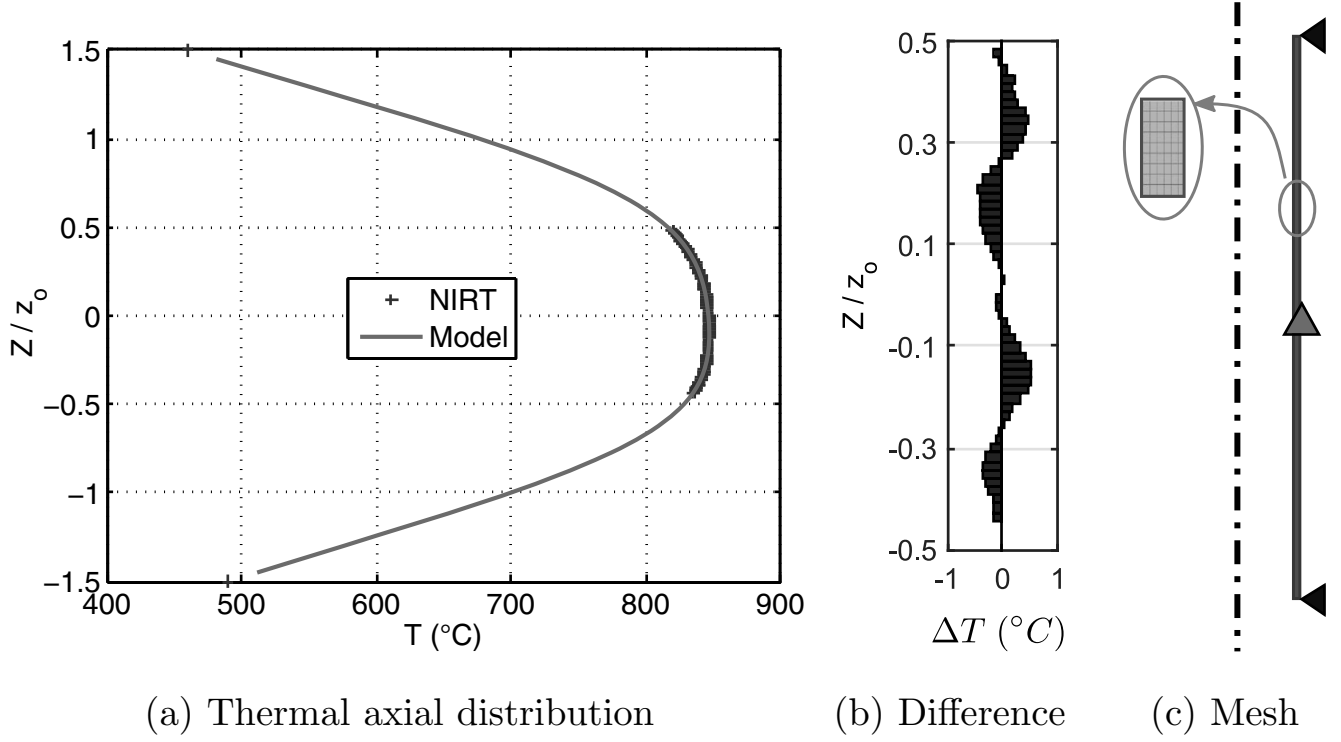 1.5
1
0.5
0
−0.5
−1
−1.5
Z / z_o
400 500 600 700 800 900
T (°C)
NIRT
Model
0.5
0.3
0.1
-0.1
-0.3
-0.5
Z / z_o
-1 0 1
ΔT (°C)
(a) Thermal axial distribution
(b) Difference
(c) Mesh